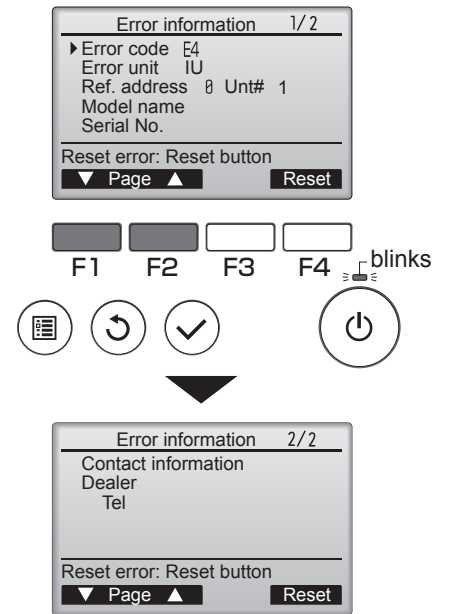 Error information 1/2
Error code E4
Error unit IU
Ref. address 0 Unt# 1
Model name
Serial No.
Reset error: Reset button
▼ Page ▲ Reset
F1 F2 F3 F4
blinks
Error information 2/2
Contact information
Dealer
Tel
Reset error: Reset button
▼ Page ▲ Reset